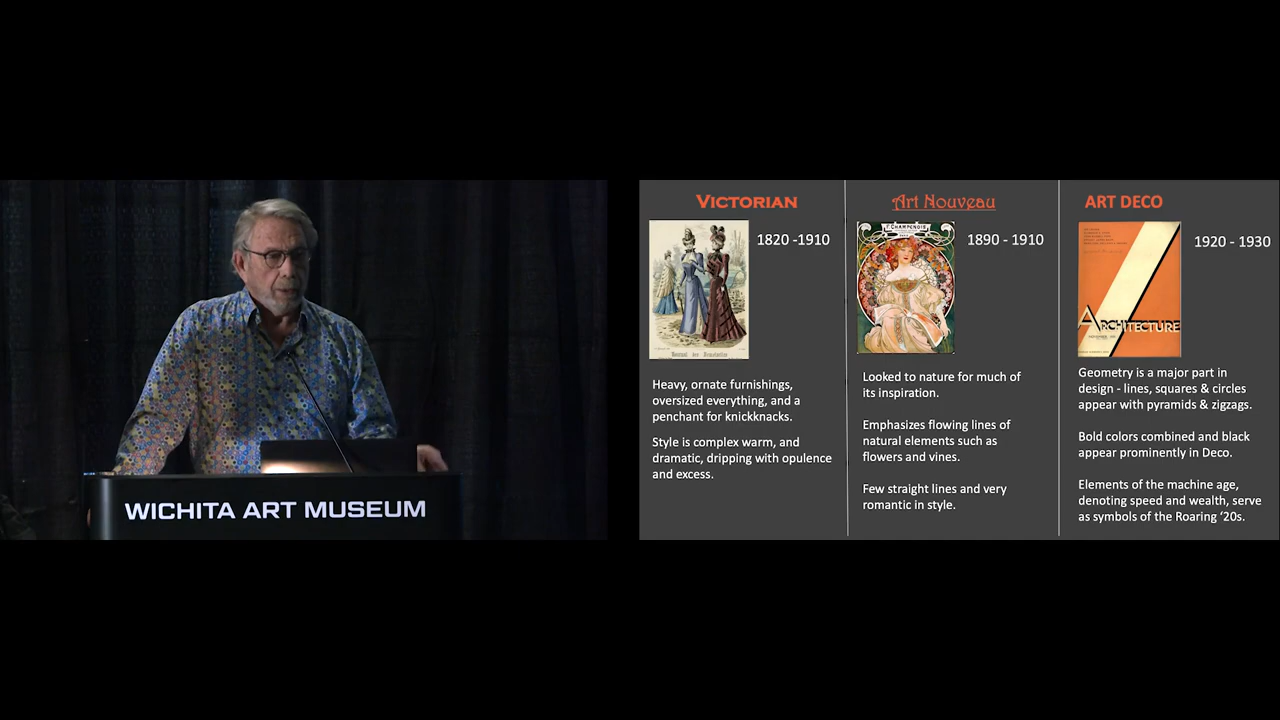 WICHITA ART MUSEUM
VICTORIAN
1820 -1910
Journal des Demoiselles
Heavy, ornate furnishings,
oversized everything, and a
penchant for knickknacks.
Style is complex warm, and
dramatic, dripping with opulence
and excess.
Art Nouveau
F. CHAMPENOIS
1890 - 1910
Looked to nature for much of
its inspiration.
Emphasizes flowing lines of
natural elements such as
flowers and vines.
Few straight lines and very
romantic in style.
ART DECO
1920 - 1930
ARCHITECTURE
Geometry is a major part in
design - lines, squares & circles
appear with pyramids & zigzags.
Bold colors combined and black
appear prominently in Deco.
Elements of the machine age,
denoting speed and wealth, serve
as symbols of the Roaring ‘20s.